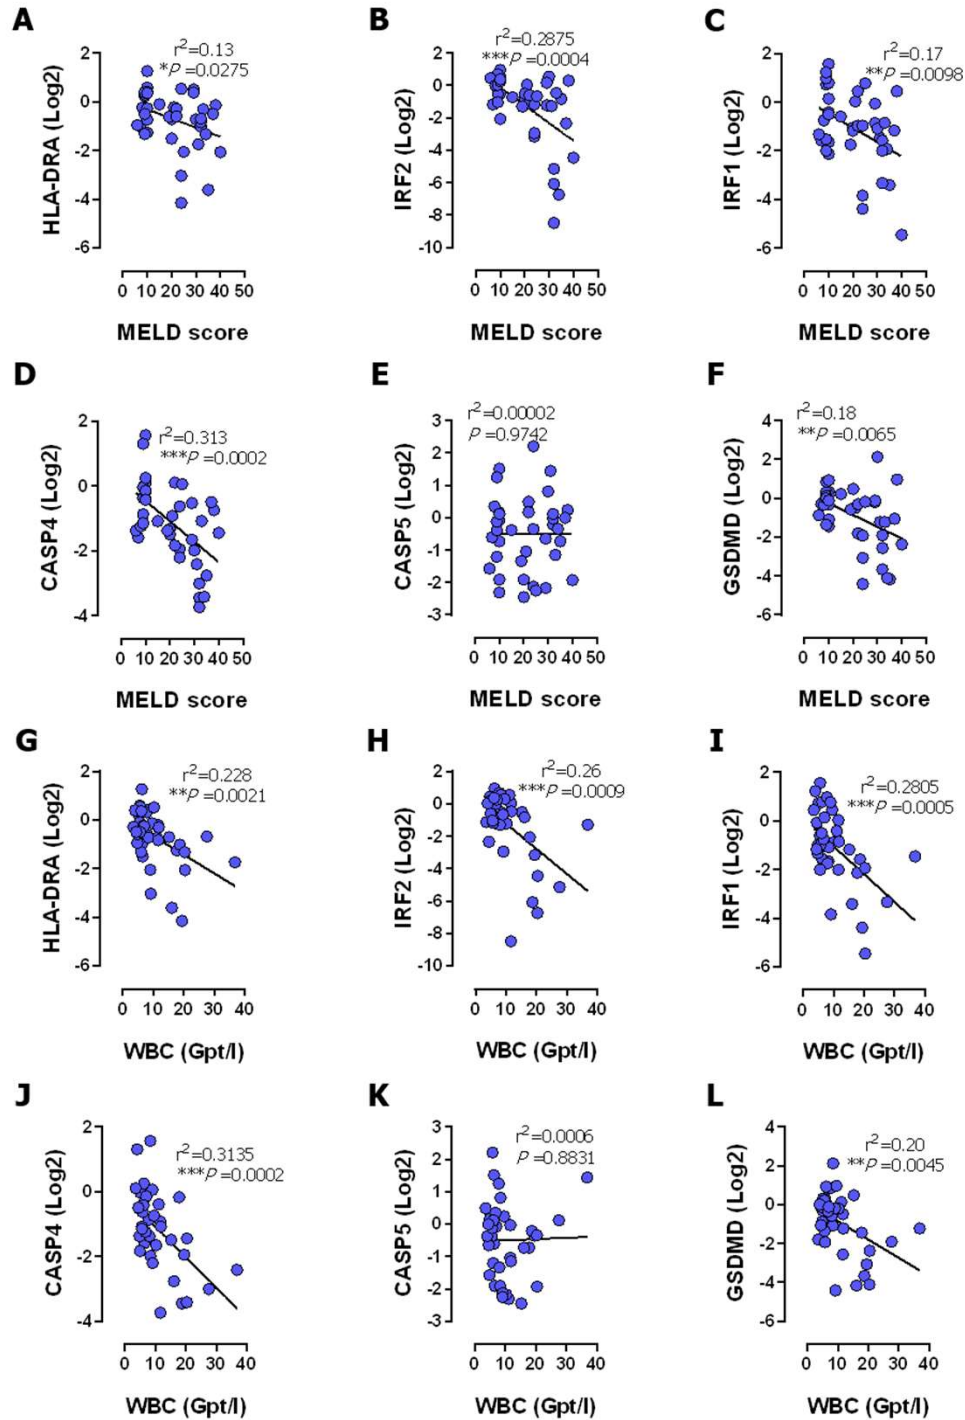 A
B
C
r²=0.13
*P =0.0275
HLA-DRA (Log2)
2
0
-2
-4
-6
0 10 20 30 40 50
MELD score
r²=0.2875
***P =0.0004
IRF2 (Log2)
2
0
-2
-4
-6
-8
-10
0 10 20 30 40 50
MELD score
r²=0.17
**P =0.0098
IRF1 (Log2)
2
0
-2
-4
-6
0 10 20 30 40 50
MELD score
D
E
F
r²=0.313
***P =0.0002
CASP4 (Log2)
2
0
-2
-4
0 10 20 30 40 50
MELD score
r²=0.00002
P =0.9742
CASP5 (Log2)
3
2
1
0
-1
-2
-3
0 10 20 30 40 50
MELD score
r²=0.18
**P =0.0065
GSDMD (Log2)
4
2
0
-2
-4
-6
0 10 20 30 40 50
MELD score
G
H
I
r²=0.228
**P =0.0021
HLA-DRA (Log2)
2
0
-2
-4
-6
0 10 20 30 40
WBC (Gpt/l)
r²=0.26
***P =0.0009
IRF2 (Log2)
2
0
-2
-4
-6
-8
-10
0 10 20 30 40
WBC (Gpt/l)
r²=0.2805
***P =0.0005
IRF1 (Log2)
2
0
-2
-4
-6
0 10 20 30 40
WBC (Gpt/l)
J
K
L
r²=0.3135
***P =0.0002
CASP4 (Log2)
2
0
-2
-4
0 10 20 30 40
WBC (Gpt/l)
r²=0.0006
P =0.8831
CASP5 (Log2)
3
2
1
0
-1
-2
-3
0 10 20 30 40
WBC (Gpt/l)
r²=0.20
**P =0.0045
GSDMD (Log2)
4
2
0
-2
-4
-6
0 10 20 30 40
WBC (Gpt/l)